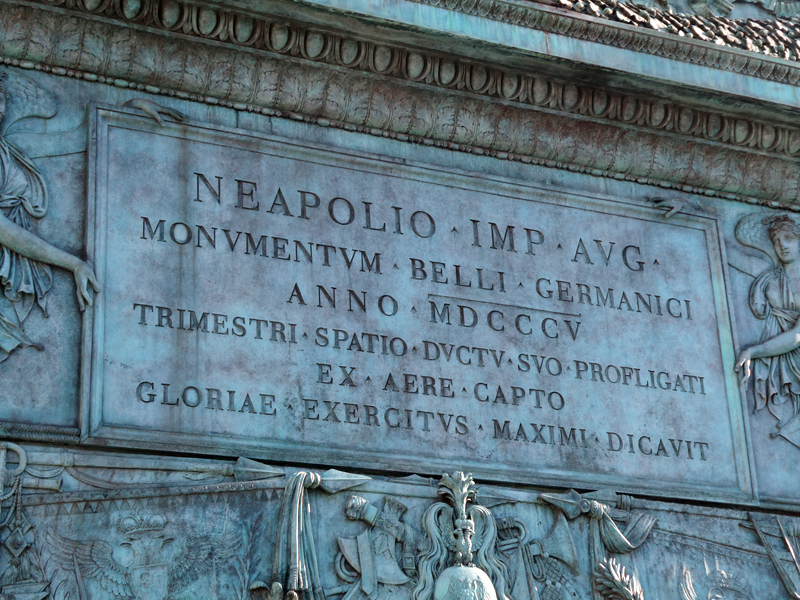 NEAPOLIO · IMP · AVG ·
MONVMENTVM · BELLI · GERMANICI
ANNO · MDCCCV
TRIMESTRI · SPATIO · DVCTV · SVO · PROFLIGATI
EX · AERE · CAPTO
GLORIAE · EXERCITVS · MAXIMI · DICAVIT